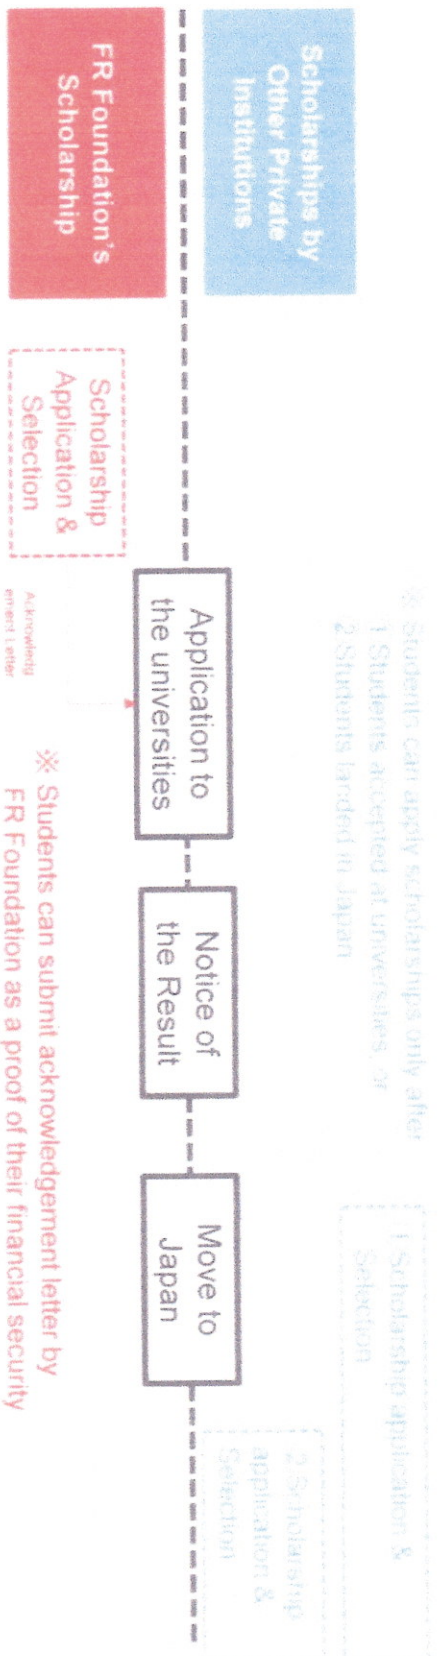 Scholarships by
Other Private
Institutions
※ Students can apply scholarships only after
1.Students accepted at universities, or
2.Students landed in Japan
1.Scholarship application &
Selection
2.Scholarship
application &
Selection
Application to
the universities
Notice of
the Result
Move to
Japan
FR Foundation's
Scholarship
Scholarship
Application &
Selection
Acknowledg
ement Letter
※ Students can submit acknowledgement letter by
FR Foundation as a proof of their financial security